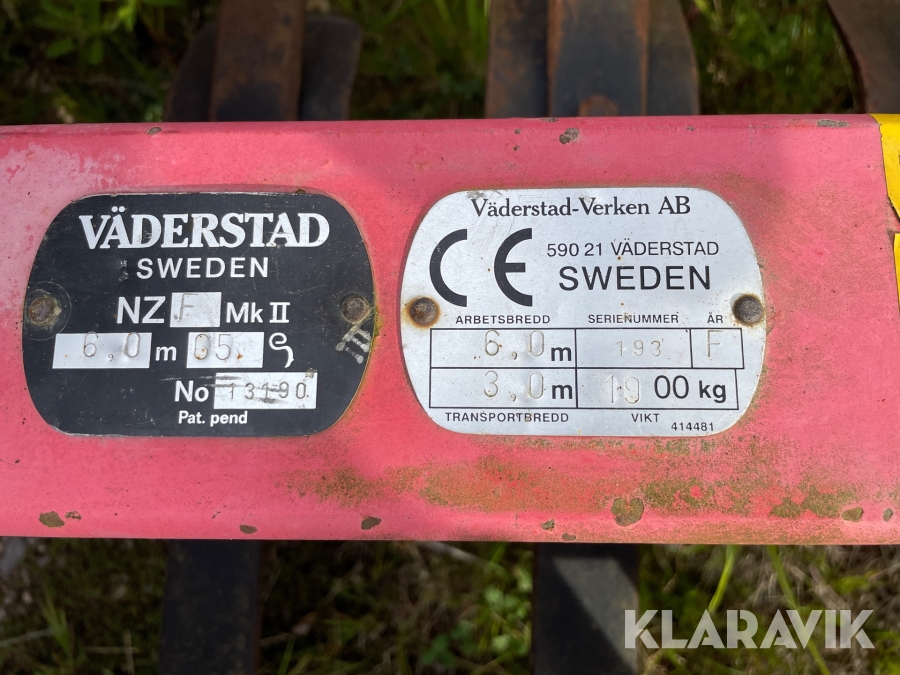 VÄDERSTAD
SWEDEN
NZ F Mk II
6,0 m 65
No 13190
Pat. pend
Väderstad-Verken AB
CE 590 21 VÄDERSTAD
SWEDEN
ARBETSBREDD SERIENUMMER ÅR
6,0 m 193 F
3,0 m 1900 kg
TRANSPORTBREDD VIKT 414481
KLARAVIK